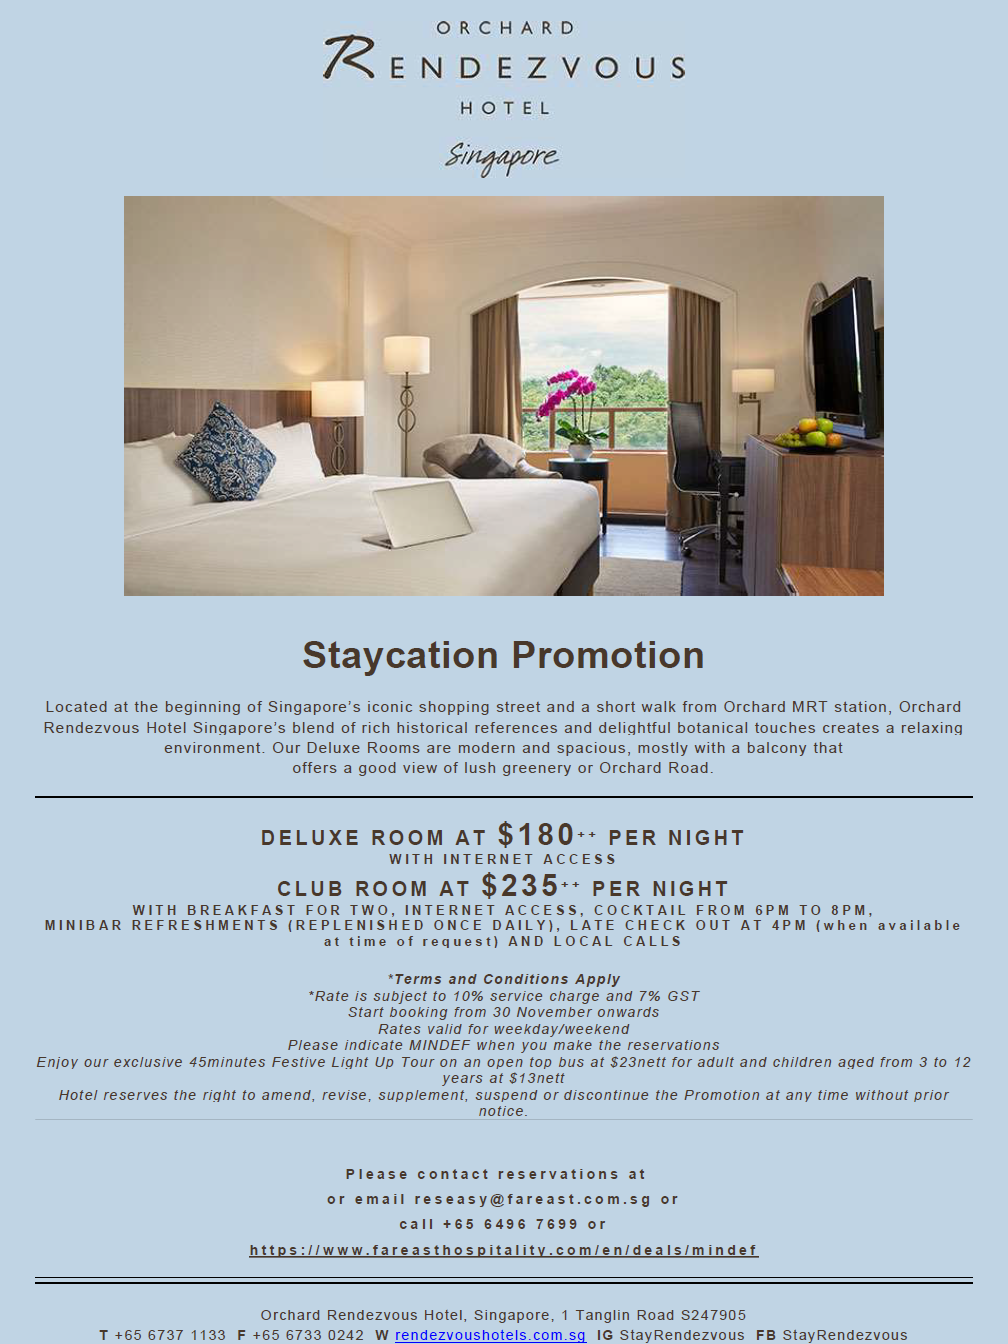 ORCHARD
RENDEZVOUS
HOTEL
Singapore
Staycation Promotion
Located at the beginning of Singapore’s iconic shopping street and a short walk from Orchard MRT station, Orchard
Rendezvous Hotel Singapore’s blend of rich historical references and delightful botanical touches creates a relaxing
environment. Our Deluxe Rooms are modern and spacious, mostly with a balcony that
offers a good view of lush greenery or Orchard Road.
DELUXE ROOM AT $180++ PER NIGHT
WITH INTERNET ACCESS
CLUB ROOM AT $235++ PER NIGHT
WITH BREAKFAST FOR TWO, INTERNET ACCESS, COCKTAIL FROM 6PM TO 8PM,
MINIBAR REFRESHMENTS (REPLENISHED ONCE DAILY), LATE CHECK OUT AT 4PM (when available
at time of request) AND LOCAL CALLS
*Terms and Conditions Apply
*Rate is subject to 10% service charge and 7% GST
Start booking from 30 November onwards
Rates valid for weekday/weekend
Please indicate MINDEF when you make the reservations
Enjoy our exclusive 45minutes Festive Light Up Tour on an open top bus at $23nett for adult and children aged from 3 to 12
years at $13nett
Hotel reserves the right to amend, revise, supplement, suspend or discontinue the Promotion at any time without prior
notice.
Please contact reservations at
or email reseasy@fareast.com.sg or
call +65 6496 7699 or
https://www.fareasthospitality.com/en/deals/mindef
Orchard Rendezvous Hotel, Singapore, 1 Tanglin Road S247905
T +65 6737 1133 F +65 6733 0242 W rendezvoushotels.com.sg IG StayRendezvous FB StayRendezvous